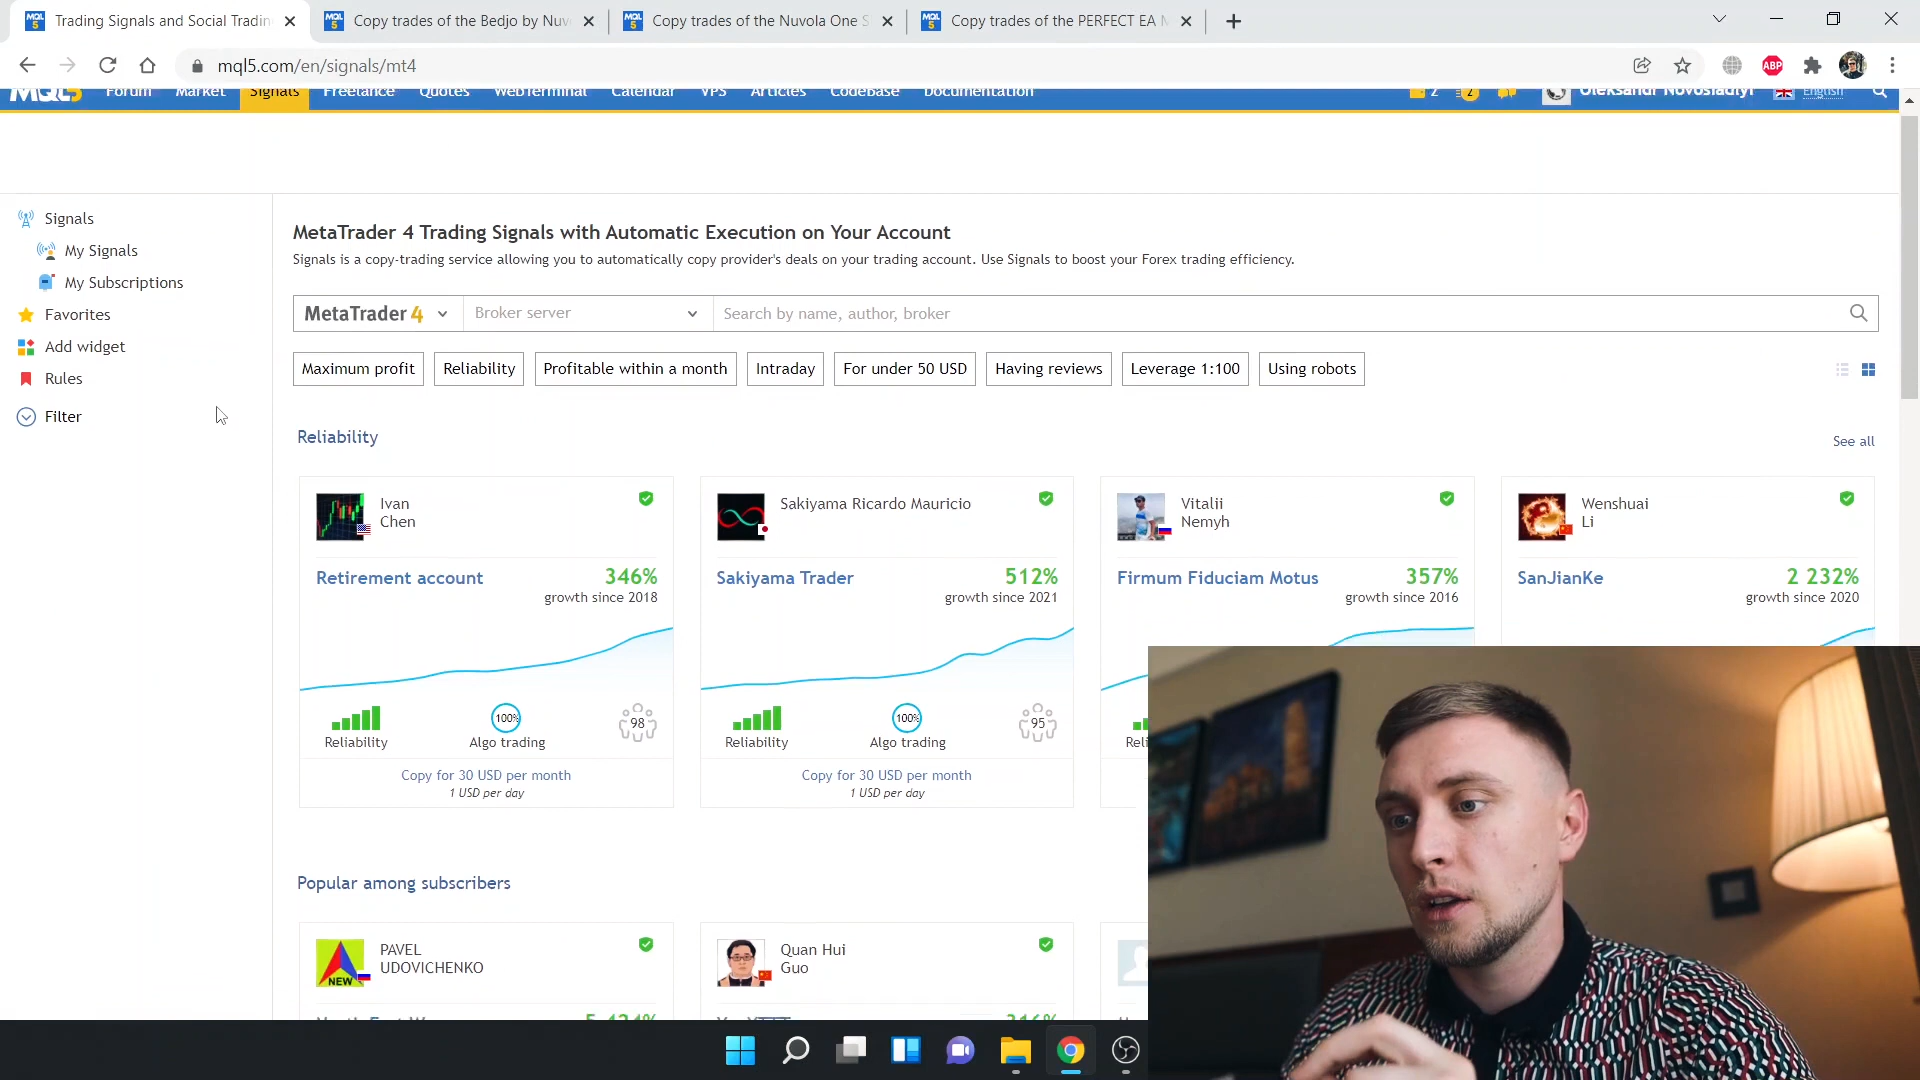 Trading Signals and Social Tradin
Copy trades of the Bedjo by Nuv
Copy trades of the Nuvola One S
Copy trades of the PERFECT EA M
mql5.com/en/signals/mt4
ABP
MQL5
Forum
Market
Signals
Freelance
Quotes
WebTerminal
Calendar
VPS
Articles
CodeBase
Documentation
2
2
Oleksandr Novosiadlyi
English
Signals
My Signals
My Subscriptions
Favorites
Add widget
Rules
Filter
MetaTrader 4 Trading Signals with Automatic Execution on Your Account
Signals is a copy-trading service allowing you to automatically copy provider's deals on your trading account. Use Signals to boost your Forex trading efficiency.
MetaTrader 4
Broker server
Search by name, author, broker
Maximum profit
Reliability
Profitable within a month
Intraday
For under 50 USD
Having reviews
Leverage 1:100
Using robots
Reliability
See all
Ivan
Chen
Retirement account
346%
growth since 2018
Reliability
100%
Algo trading
98
Copy for 30 USD per month
1 USD per day
Sakiyama Ricardo Mauricio
Sakiyama Trader
512%
growth since 2021
Reliability
100%
Algo trading
95
Copy for 30 USD per month
1 USD per day
Vitalii
Nemyh
Firmum Fiduciam Motus
357%
growth since 2016
Reli
Wenshuai
Li
SanJianKe
2 232%
growth since 2020
Popular among subscribers
NEW
PAVEL
UDOVICHENKO
Quan Hui
Guo